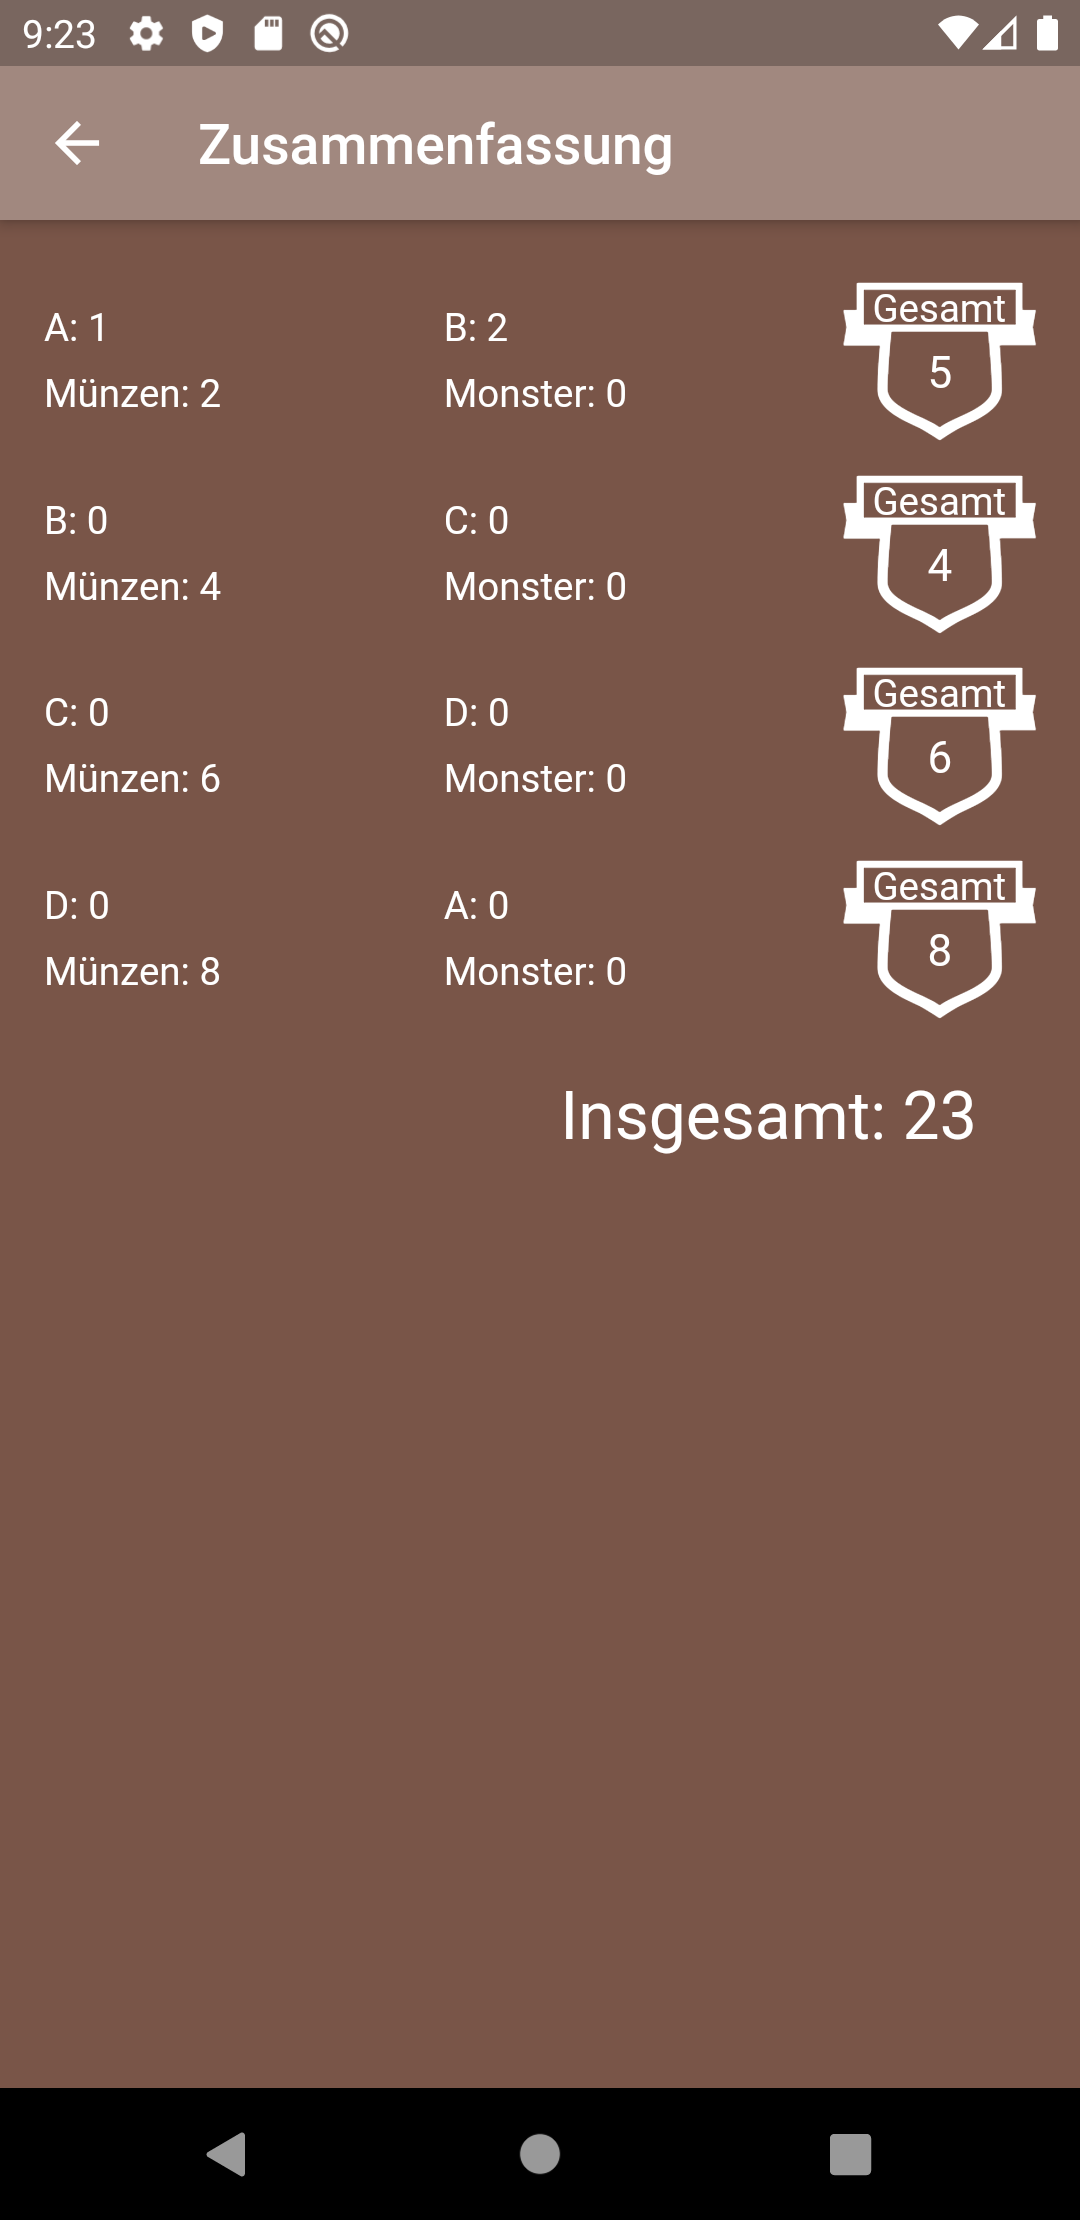 9:23
Zusammenfassung
A: 1
B: 2
Gesamt
5
Münzen: 2
Monster: 0
B: 0
C: 0
Gesamt
4
Münzen: 4
Monster: 0
C: 0
D: 0
Gesamt
6
Münzen: 6
Monster: 0
D: 0
A: 0
Gesamt
8
Münzen: 8
Monster: 0
Insgesamt: 23